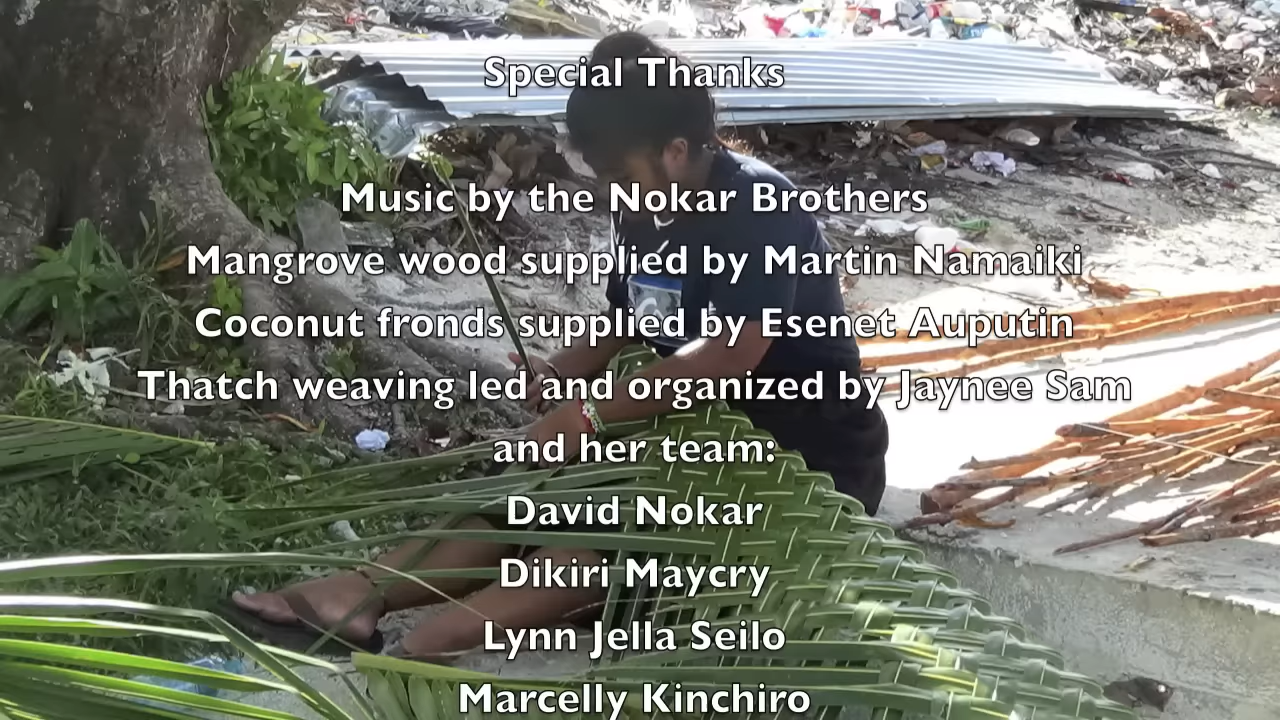 Special Thanks
Music by the Nokar Brothers
Mangrove wood supplied by Martin Namaiki
Coconut fronds supplied by Esenet Auputin
Thatch weaving led and organized by Jaynee Sam
and her team:
David Nokar
Dikiri Maycry
Lynn Jella Seilo
Marcelly Kinchiro